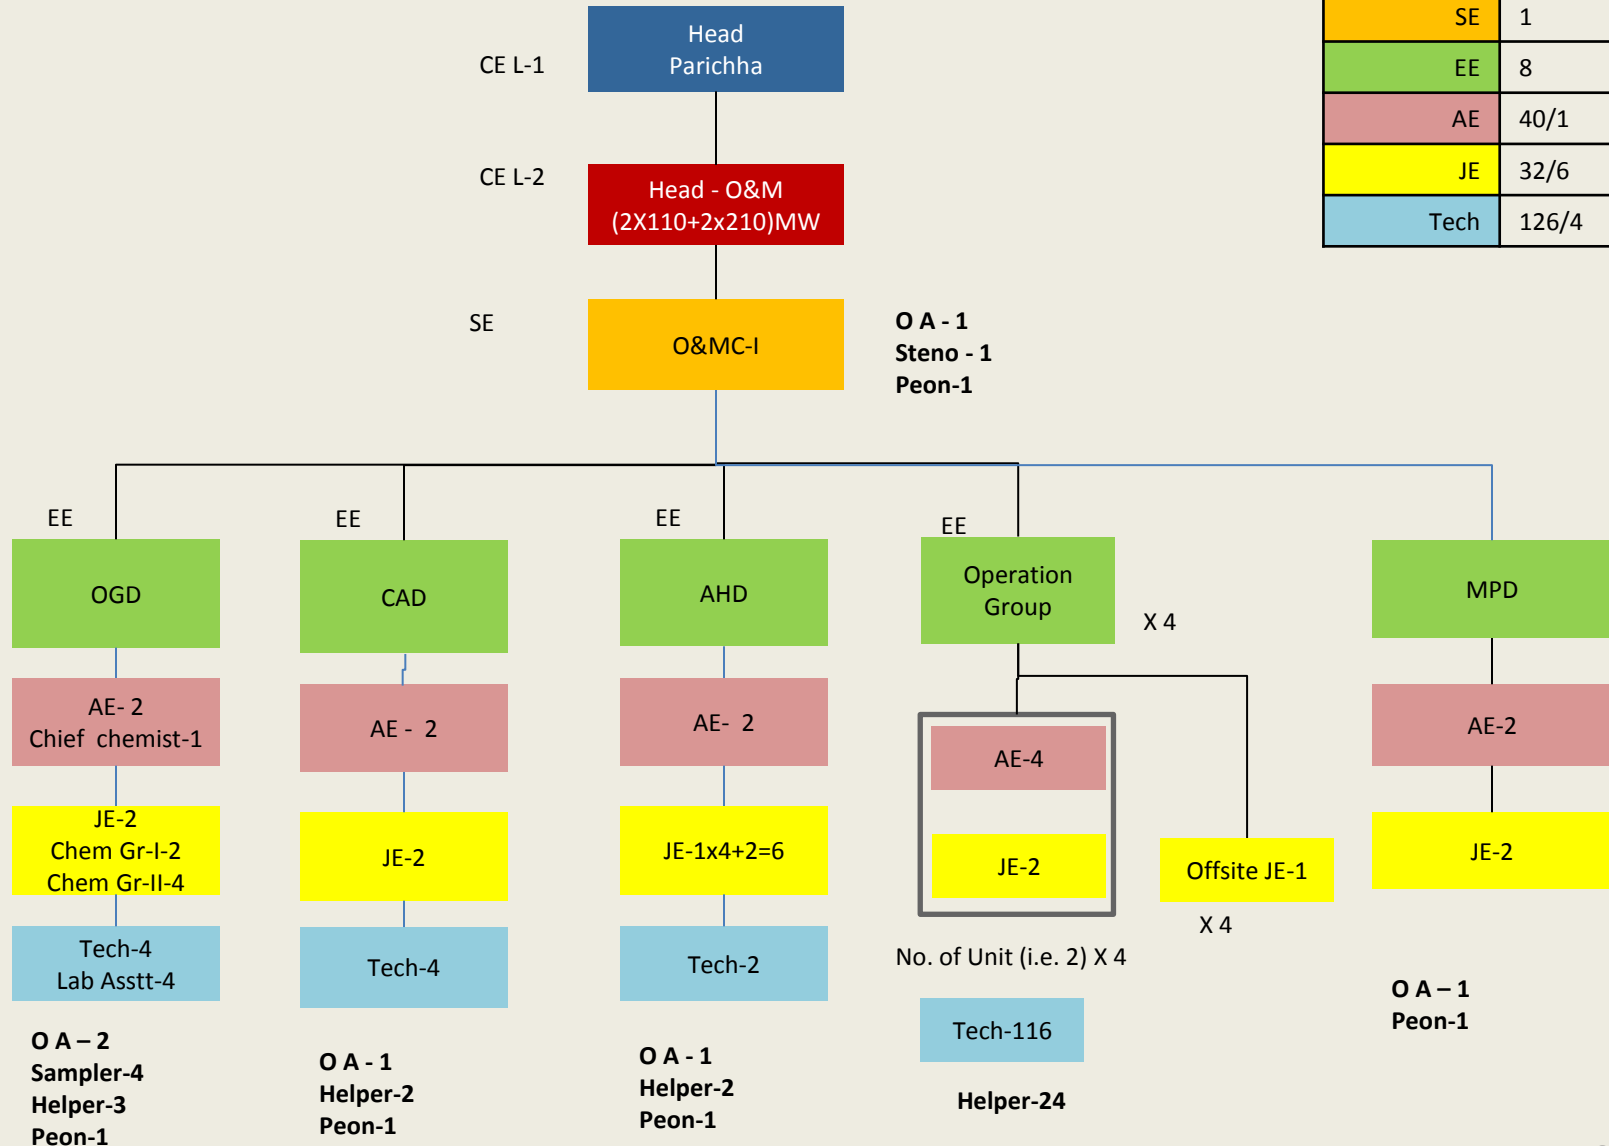 Head
Parichha
CE L-1
SE 1
EE 8
AE 40/1
JE 32/6
Tech 126/4
CE L-2
Head - O&M
(2X110+2x210)MW
SE
O&MC-I
O A - 1
Steno - 1
Peon-1
EE
OGD
AE- 2
Chief chemist-1
JE-2
Chem Gr-I-2
Chem Gr-II-4
Tech-4
Lab Asstt-4
O A – 2
Sampler-4
Helper-3
Peon-1
EE
CAD
AE - 2
JE-2
Tech-4
O A - 1
Helper-2
Peon-1
EE
AHD
AE- 2
JE-1x4+2=6
Tech-2
O A - 1
Helper-2
Peon-1
EE
Operation
Group
X 4
AE-4
JE-2
Offsite JE-1
X 4
No. of Unit (i.e. 2) X 4
Tech-116
Helper-24
MPD
AE-2
JE-2
O A – 1
Peon-1